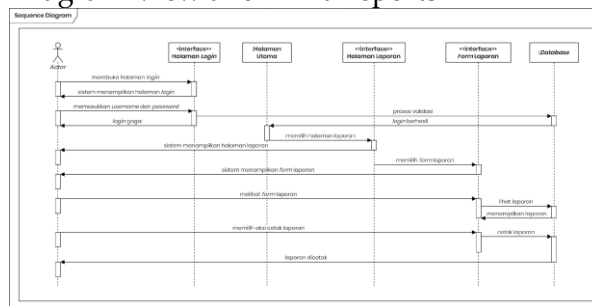 Sequence Diagram
Actor
«interface»
Halaman Login
:Halaman
Utama
«interface»
Halaman Laporan
«interface»
Form Laporan
:Database
membuka halaman login
sistem menampilkan halaman login
memasukkan username dan password
proses validasi
login gagal
login berhasil
memilih halaman laporan
sistem menampilkan halaman laporan
memilih form laporan
sistem menampilkan form laporan
melihat form laporan
lihat laporan
menampilkan laporan
memilih aksi cetak laporan
cetak laporan
laporan dicetak